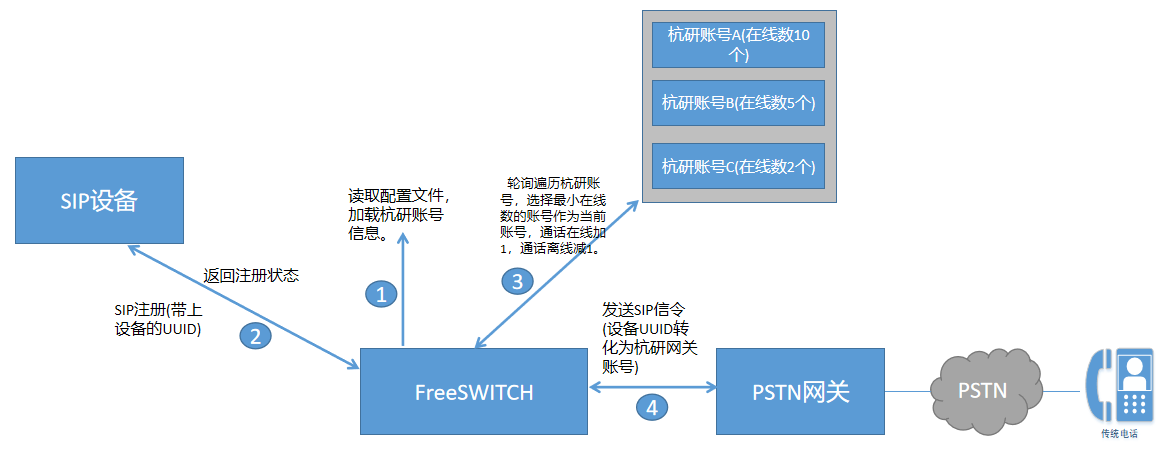 杭研账号A(在线数10
个)
杭研账号B(在线数5个)
杭研账号C(在线数2个)
SIP设备
读取配置文件，
加载杭研账号
信息。
轮询遍历杭研账
号，选择最小在线
数的账号作为当前
账号，通话在线加
1，通话离线减1。
返回注册状态
1
3
SIP注册(带上
设备的UUID)
2
发送SIP信令
(设备UUID转
化为杭研网关
账号)
FreeSWITCH
4
PSTN网关
PSTN
传统电话